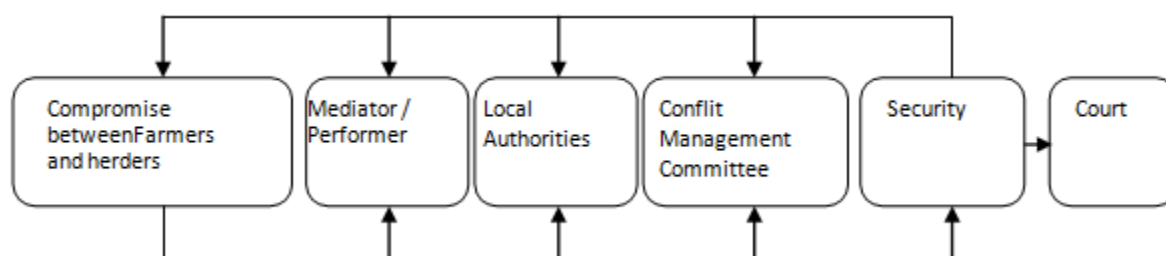 Compromise
betweenFarmers
and herders
Mediator /
Performer
Local
Authorities
Conflit
Management
Committee
Security
Court